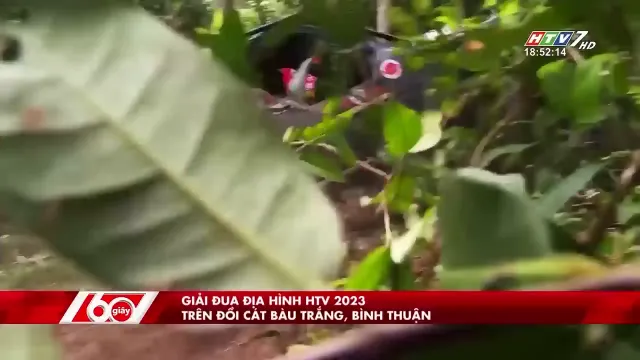 HTV7 HD
18:52:14
60 giây
GIẢI ĐUA ĐỊA HÌNH HTV 2023
TRÊN ĐỒI CÁT BÀU TRẮNG, BÌNH THUẬN